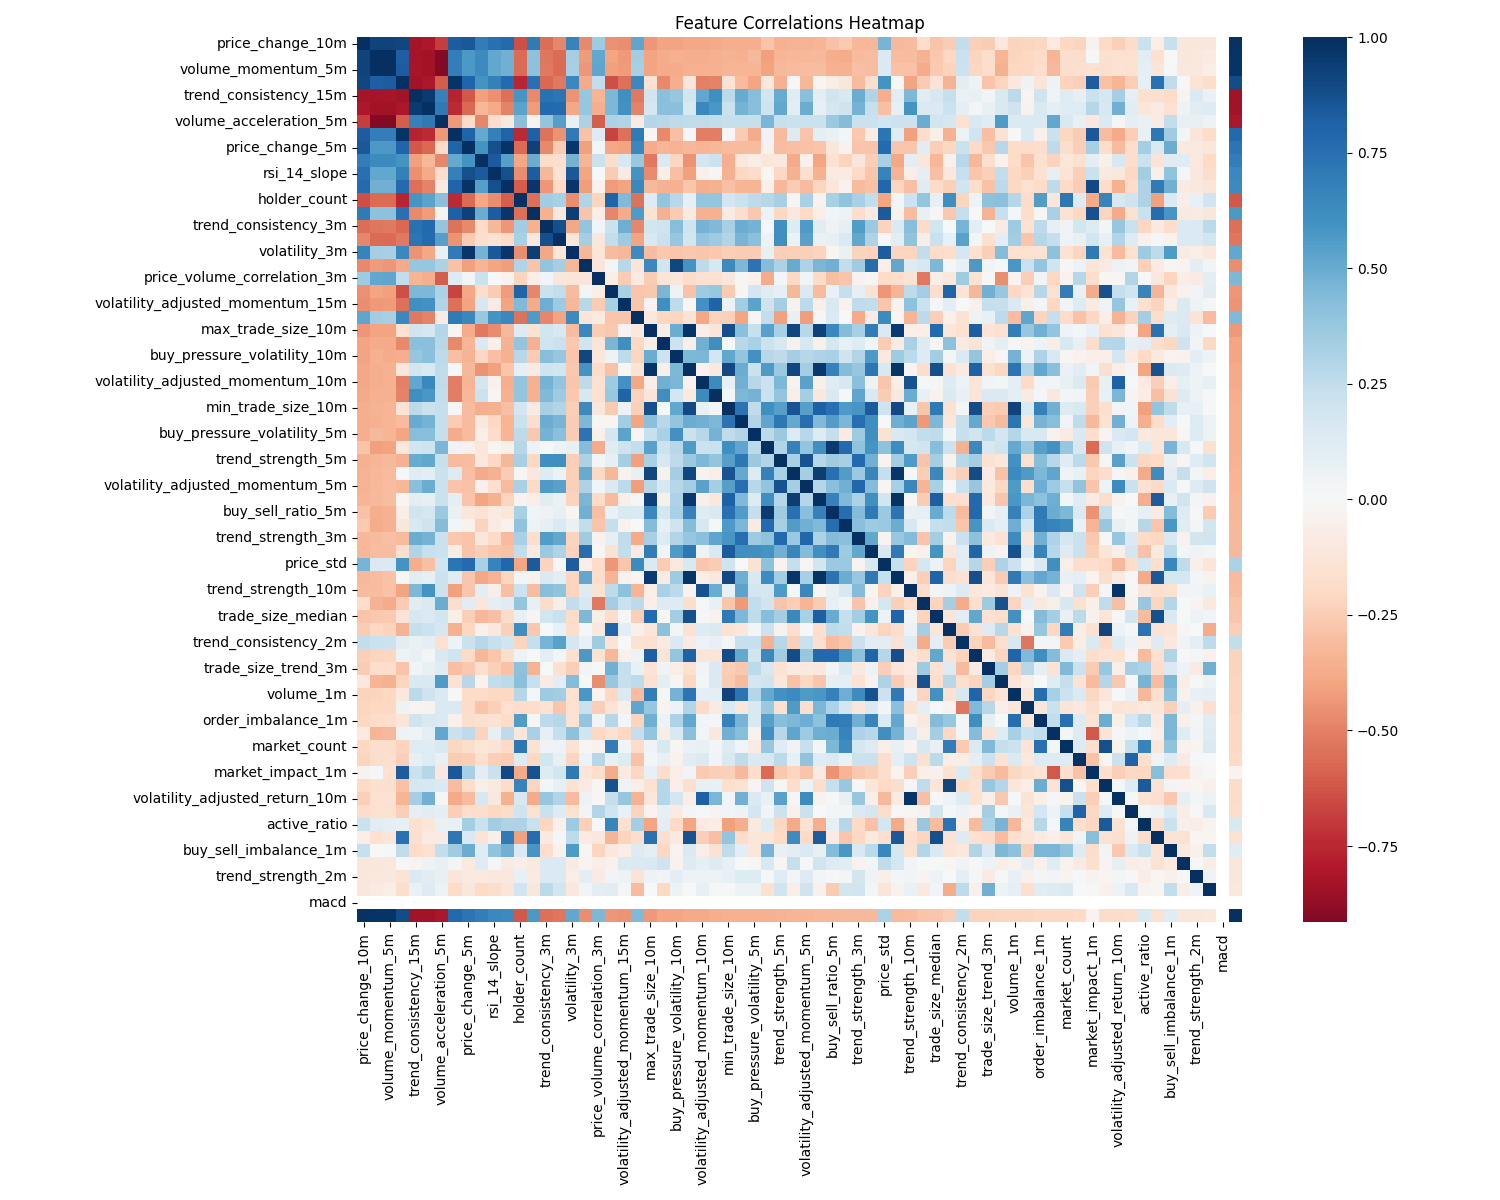 Feature Correlations Heatmap
price_change_10m
volume_momentum_5m
trend_consistency_15m
volume_acceleration_5m
price_change_5m
rsi_14_slope
holder_count
trend_consistency_3m
volatility_3m
price_volume_correlation_3m
volatility_adjusted_momentum_15m
max_trade_size_10m
buy_pressure_volatility_10m
volatility_adjusted_momentum_10m
min_trade_size_10m
buy_pressure_volatility_5m
trend_strength_5m
volatility_adjusted_momentum_5m
buy_sell_ratio_5m
trend_strength_3m
price_std
trend_strength_10m
trade_size_median
trend_consistency_2m
trade_size_trend_3m
volume_1m
order_imbalance_1m
market_count
market_impact_1m
volatility_adjusted_return_10m
active_ratio
buy_sell_imbalance_1m
trend_strength_2m
macd
price_change_10m
volume_momentum_5m
trend_consistency_15m
volume_acceleration_5m
price_change_5m
rsi_14_slope
holder_count
trend_consistency_3m
volatility_3m
price_volume_correlation_3m
volatility_adjusted_momentum_15m
max_trade_size_10m
buy_pressure_volatility_10m
volatility_adjusted_momentum_10m
min_trade_size_10m
buy_pressure_volatility_5m
trend_strength_5m
volatility_adjusted_momentum_5m
buy_sell_ratio_5m
trend_strength_3m
price_std
trend_strength_10m
trade_size_median
trend_consistency_2m
trade_size_trend_3m
volume_1m
order_imbalance_1m
market_count
market_impact_1m
volatility_adjusted_return_10m
active_ratio
buy_sell_imbalance_1m
trend_strength_2m
macd
1.00
0.75
0.50
0.25
0.00
−0.25
−0.50
−0.75